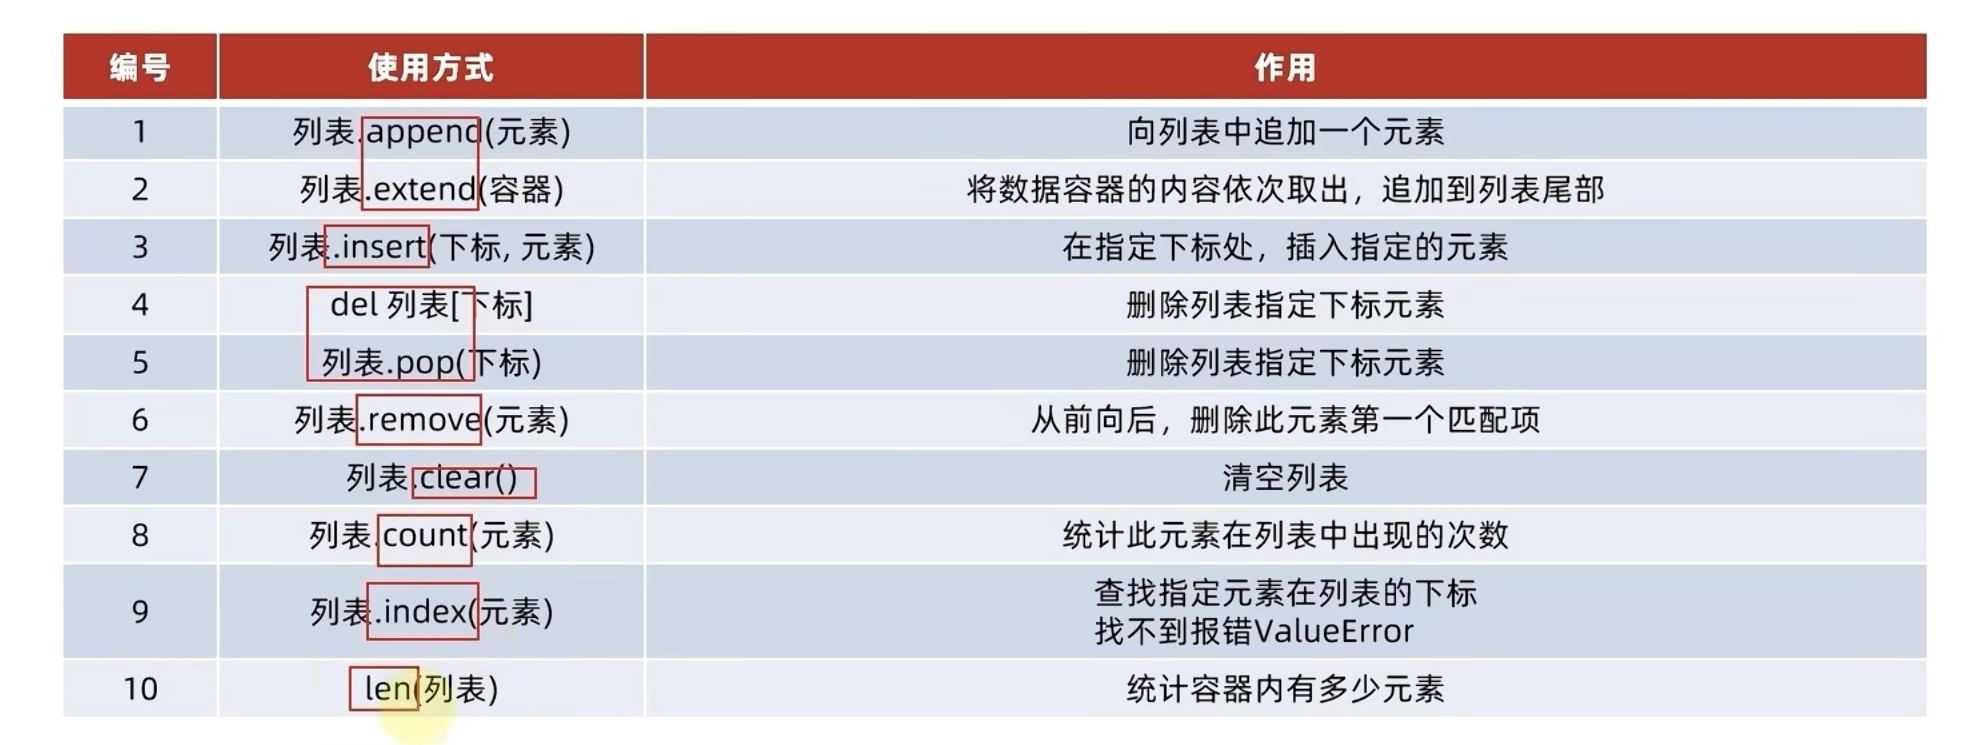 编号 使用方式 作用
1 列表.append(元素) 向列表中追加一个元素
2 列表.extend(容器) 将数据容器的内容依次取出，追加到列表尾部
3 列表.insert(下标, 元素) 在指定下标处，插入指定的元素
4 del 列表[下标] 删除列表指定下标元素
5 列表.pop(下标) 删除列表指定下标元素
6 列表.remove(元素) 从前向后，删除此元素第一个匹配项
7 列表.clear() 清空列表
8 列表.count(元素) 统计此元素在列表中出现的次数
9 列表.index(元素) 查找指定元素在列表的下标
找不到报错ValueError
10 len(列表) 统计容器内有多少元素